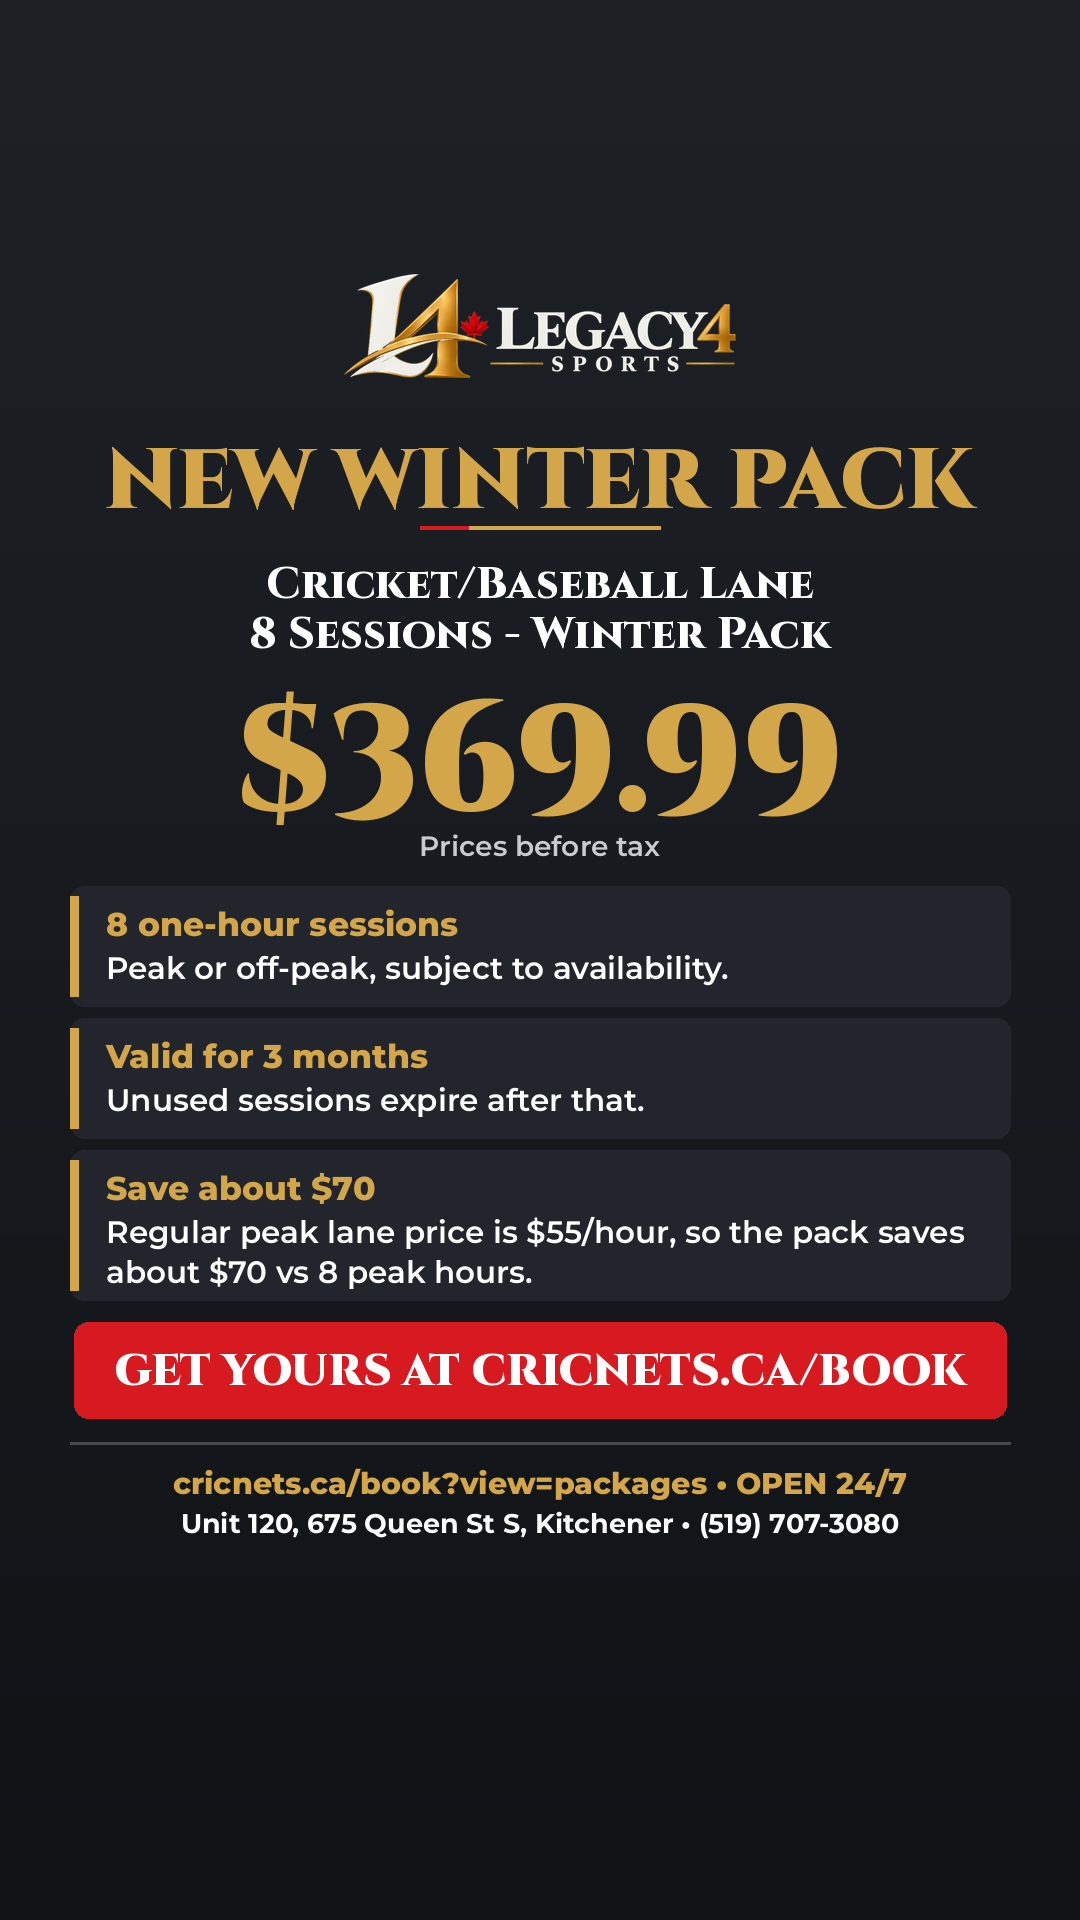 L4 LEGACY4
SPORTS
NEW WINTER PACK
Cricket/Baseball Lane
8 Sessions - Winter Pack
$369.99
Prices before tax
8 one-hour sessions
Peak or off-peak, subject to availability.
Valid for 3 months
Unused sessions expire after that.
Save about $70
Regular peak lane price is $55/hour, so the pack saves
about $70 vs 8 peak hours.
GET YOURS AT CRICNETS.CA/BOOK
cricnets.ca/book?view=packages • OPEN 24/7
Unit 120, 675 Queen St S, Kitchener • (519) 707-3080